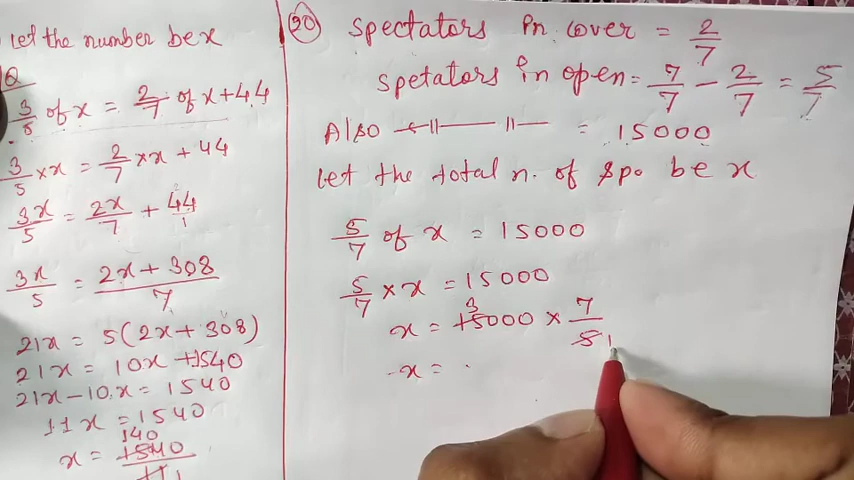 Let the number be x
Q
3/5 of x = 2/7 of x + 44
3/5 × x = 2/7 × x + 44
3x/5 = 2x/7 + 44/1
3x/5 = 2x + 308/7
21x = 5(2x + 308)
21x = 10x + 1540
21x - 10x = 1540
11x = 1540
140
x = 1540/11 1
20 Spectators in cover = 2/7
spetators in open = 7/7 - 2/7 = 5/7
Also —11— 11— = 15000
Let the total n. of spo be x
5/7 of x = 15000
5/7 × x = 15000
x = 15000 × 7/5 1
3
x =